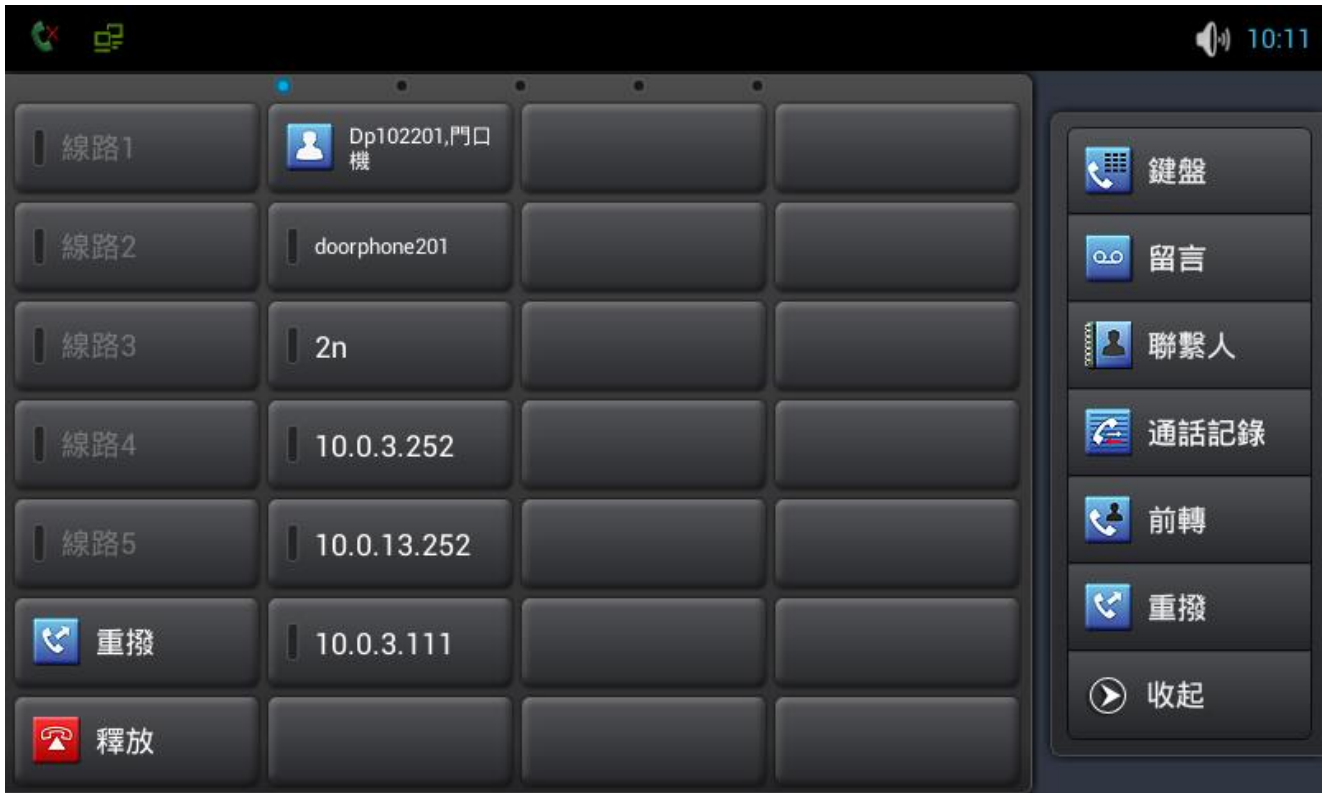 10:11
線路1
Dp102201,門口
機
線路2
doorphone201
線路3
2n
線路4
10.0.3.252
線路5
10.0.13.252
重撥
10.0.3.111
釋放
鍵盤
留言
聯繫人
通話記錄
前轉
重撥
收起